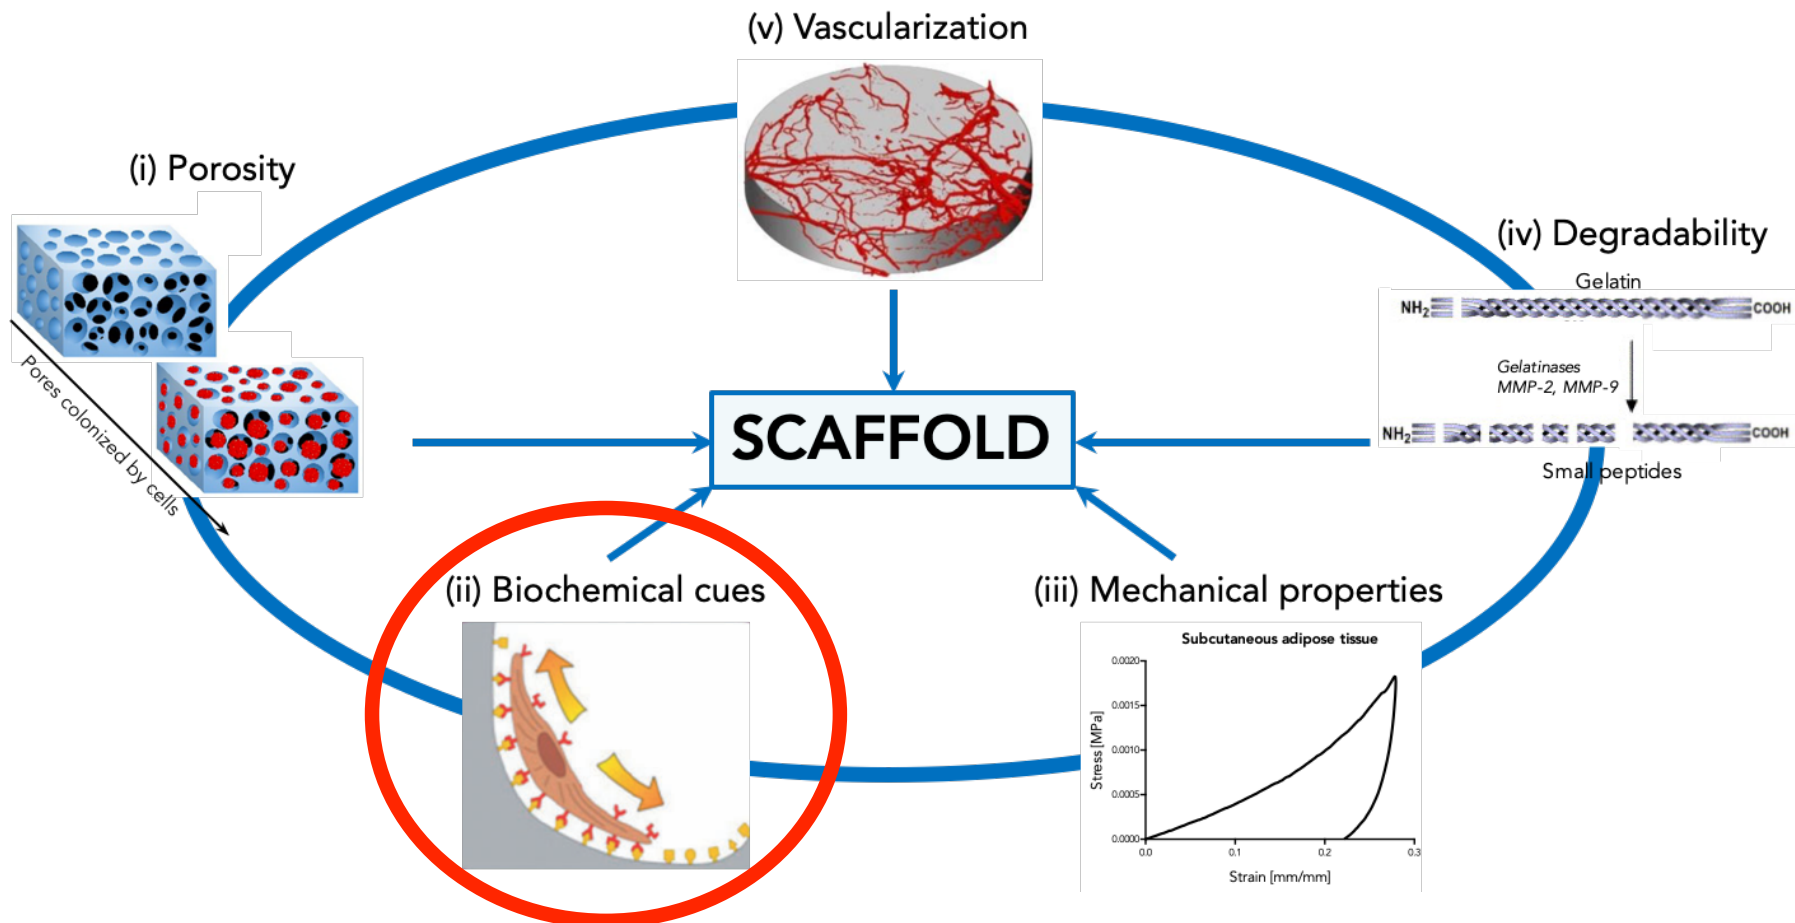 (v) Vascularization
(i) Porosity
Pores colonized by cells
(iv) Degradability
Gelatin
NH2
COOH
Gelatinases
MMP-2, MMP-9
NH2
COOH
Small peptides
SCAFFOLD
(ii) Biochemical cues
(iii) Mechanical properties
Subcutaneous adipose tissue
Stress [MPa]
0.0020
0.0015
0.0010
0.0005
0.0000
0.0 0.1 0.2 0.3
Strain [mm/mm]